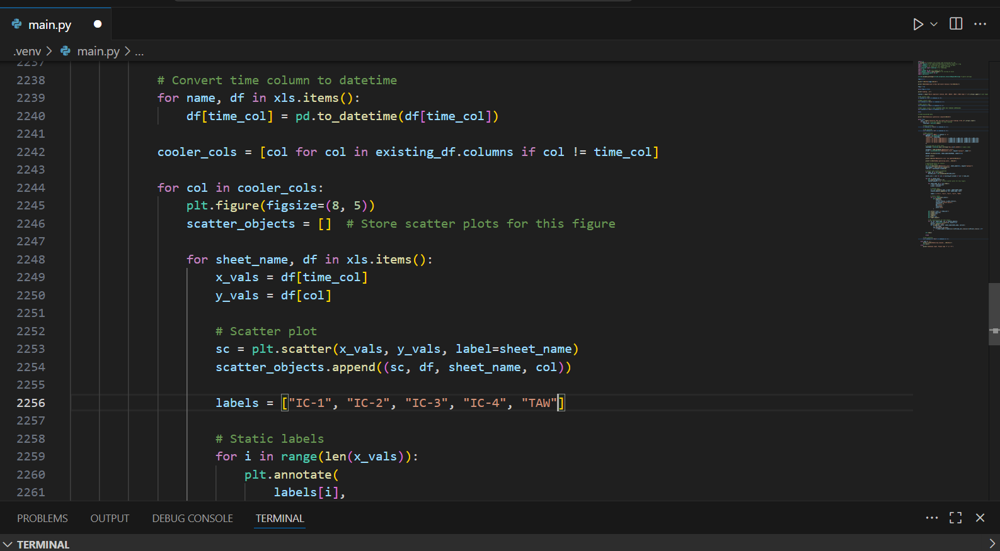 main.py
.venv > main.py > ...
2237
2238 # Convert time column to datetime
2239 for name, df in xls.items():
2240 df[time_col] = pd.to_datetime(df[time_col])
2241
2242 cooler_cols = [col for col in existing_df.columns if col != time_col]
2243
2244 for col in cooler_cols:
2245 plt.figure(figsize=(8, 5))
2246 scatter_objects = []  # Store scatter plots for this figure
2247
2248 for sheet_name, df in xls.items():
2249 x_vals = df[time_col]
2250 y_vals = df[col]
2251
2252 # Scatter plot
2253 sc = plt.scatter(x_vals, y_vals, label=sheet_name)
2254 scatter_objects.append((sc, df, sheet_name, col))
2255
2256 labels = ["IC-1", "IC-2", "IC-3", "IC-4", "TAW"]
2257
2258 # Static labels
2259 for i in range(len(x_vals)):
2260 plt.annotate(
2261 labels[i],
PROBLEMS OUTPUT DEBUG CONSOLE TERMINAL
TERMINAL